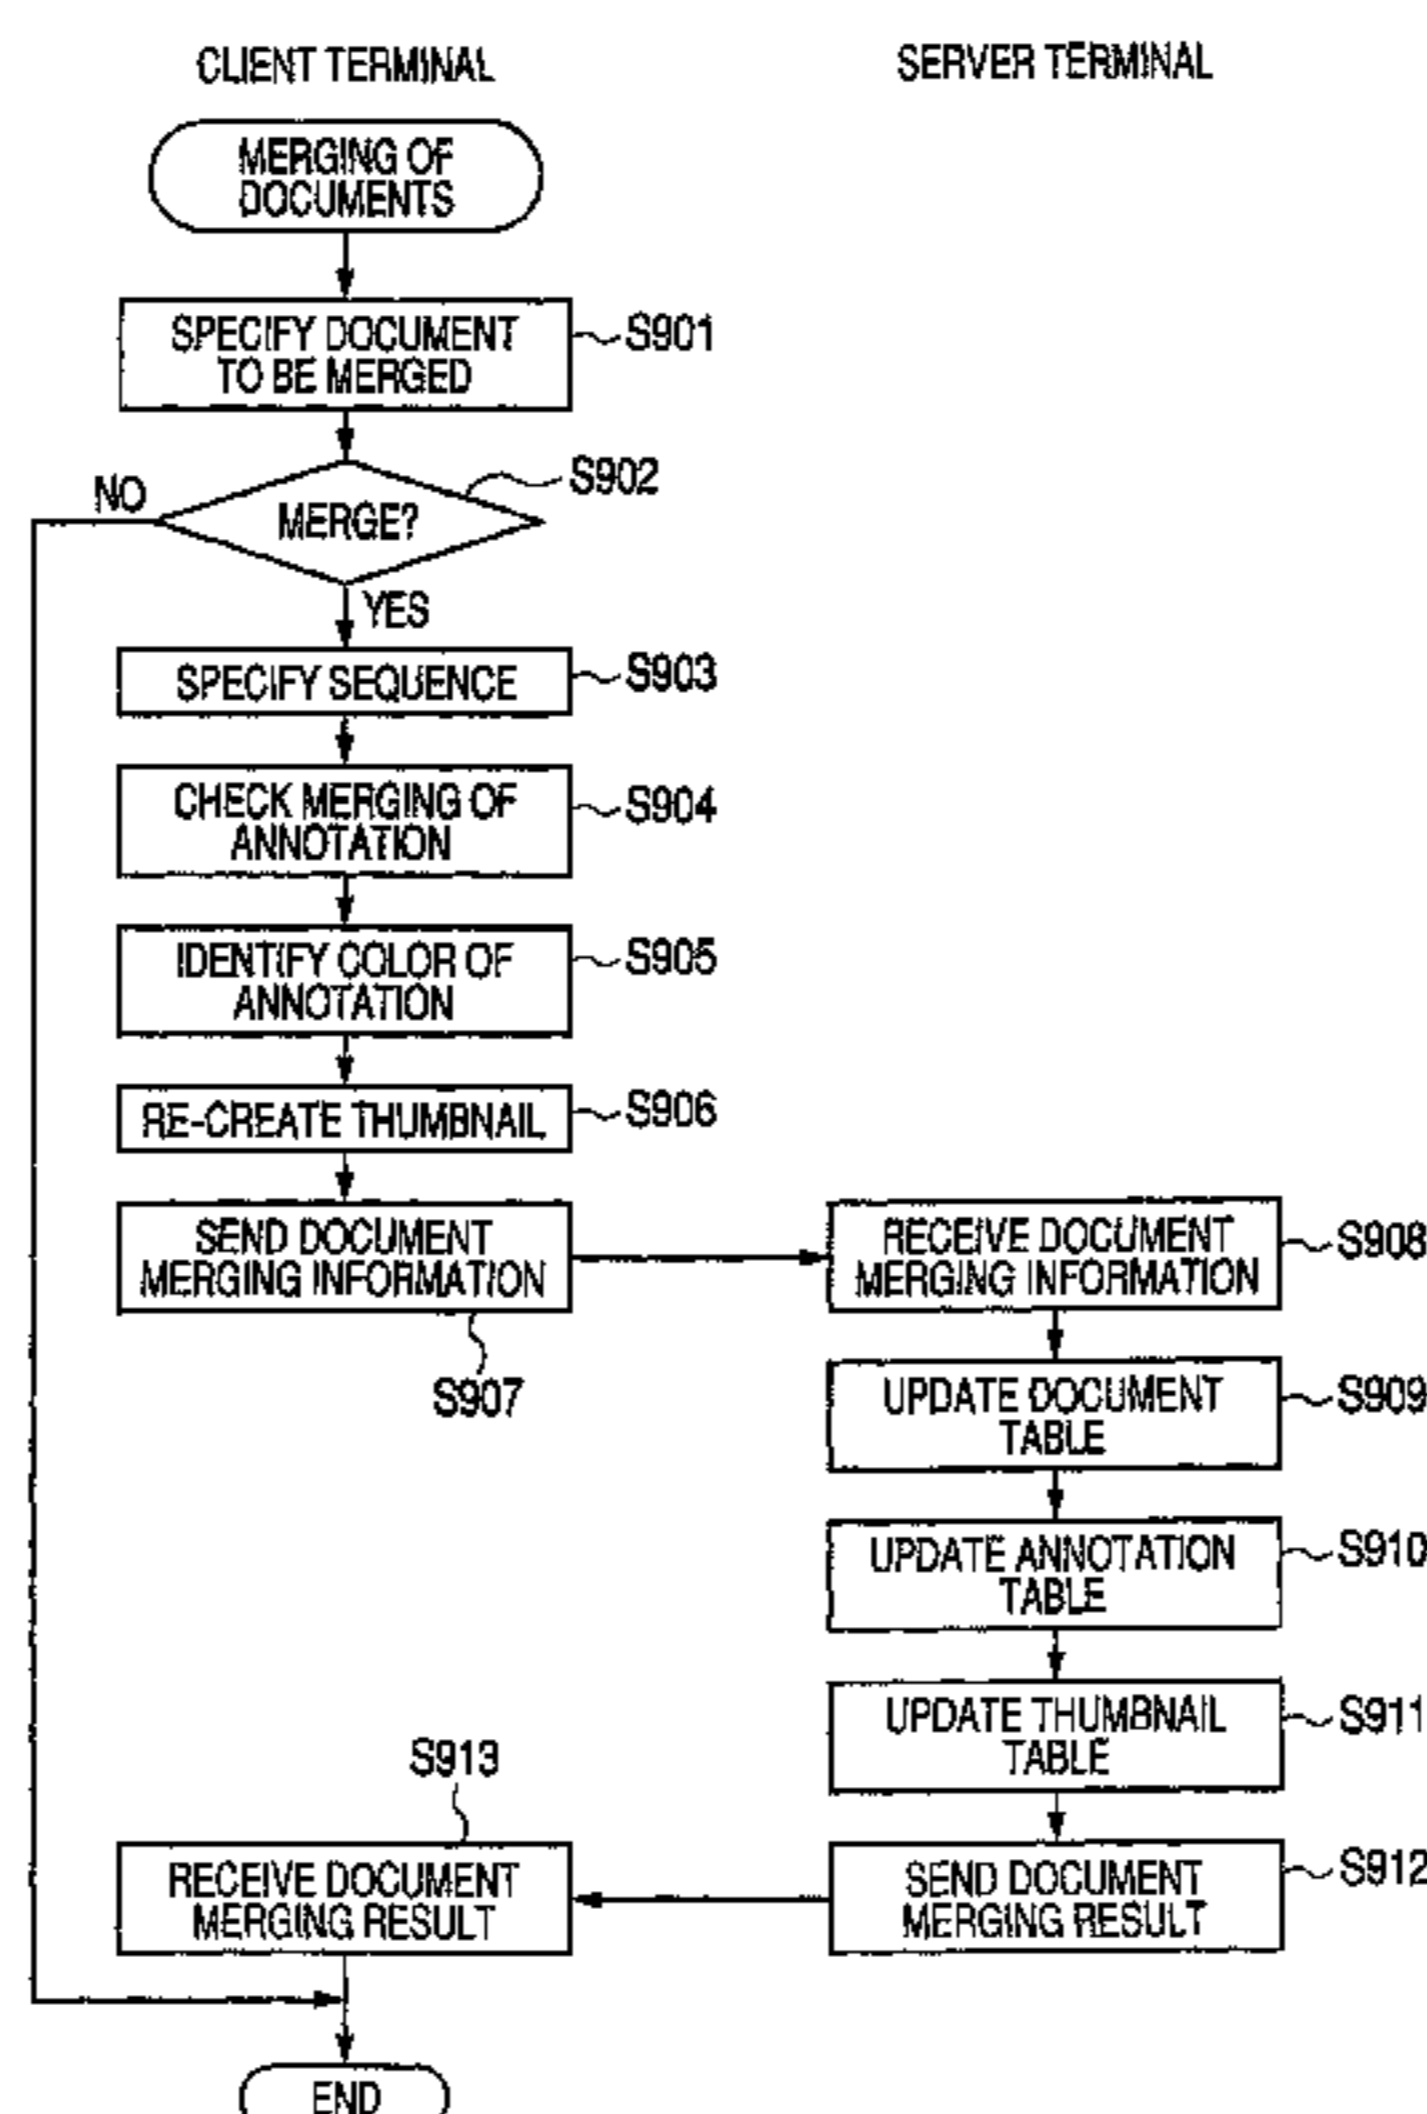 CLIENT TERMINAL
SERVER TERMINAL
MERGING OF
DOCUMENTS
SPECIFY DOCUMENT
TO BE MERGED
S901
MERGE?
S902
NO
YES
SPECIFY SEQUENCE
S903
CHECK MERGING OF
ANNOTATION
S904
IDENTIFY COLOR OF
ANNOTATION
S905
RE-CREATE THUMBNAIL
S906
SEND DOCUMENT
MERGING INFORMATION
S907
RECEIVE DOCUMENT
MERGING INFORMATION
S908
UPDATE DOCUMENT
TABLE
S909
UPDATE ANNOTATION
TABLE
S910
UPDATE THUMBNAIL
TABLE
S911
SEND DOCUMENT
MERGING RESULT
S912
S913
RECEIVE DOCUMENT
MERGING RESULT
END